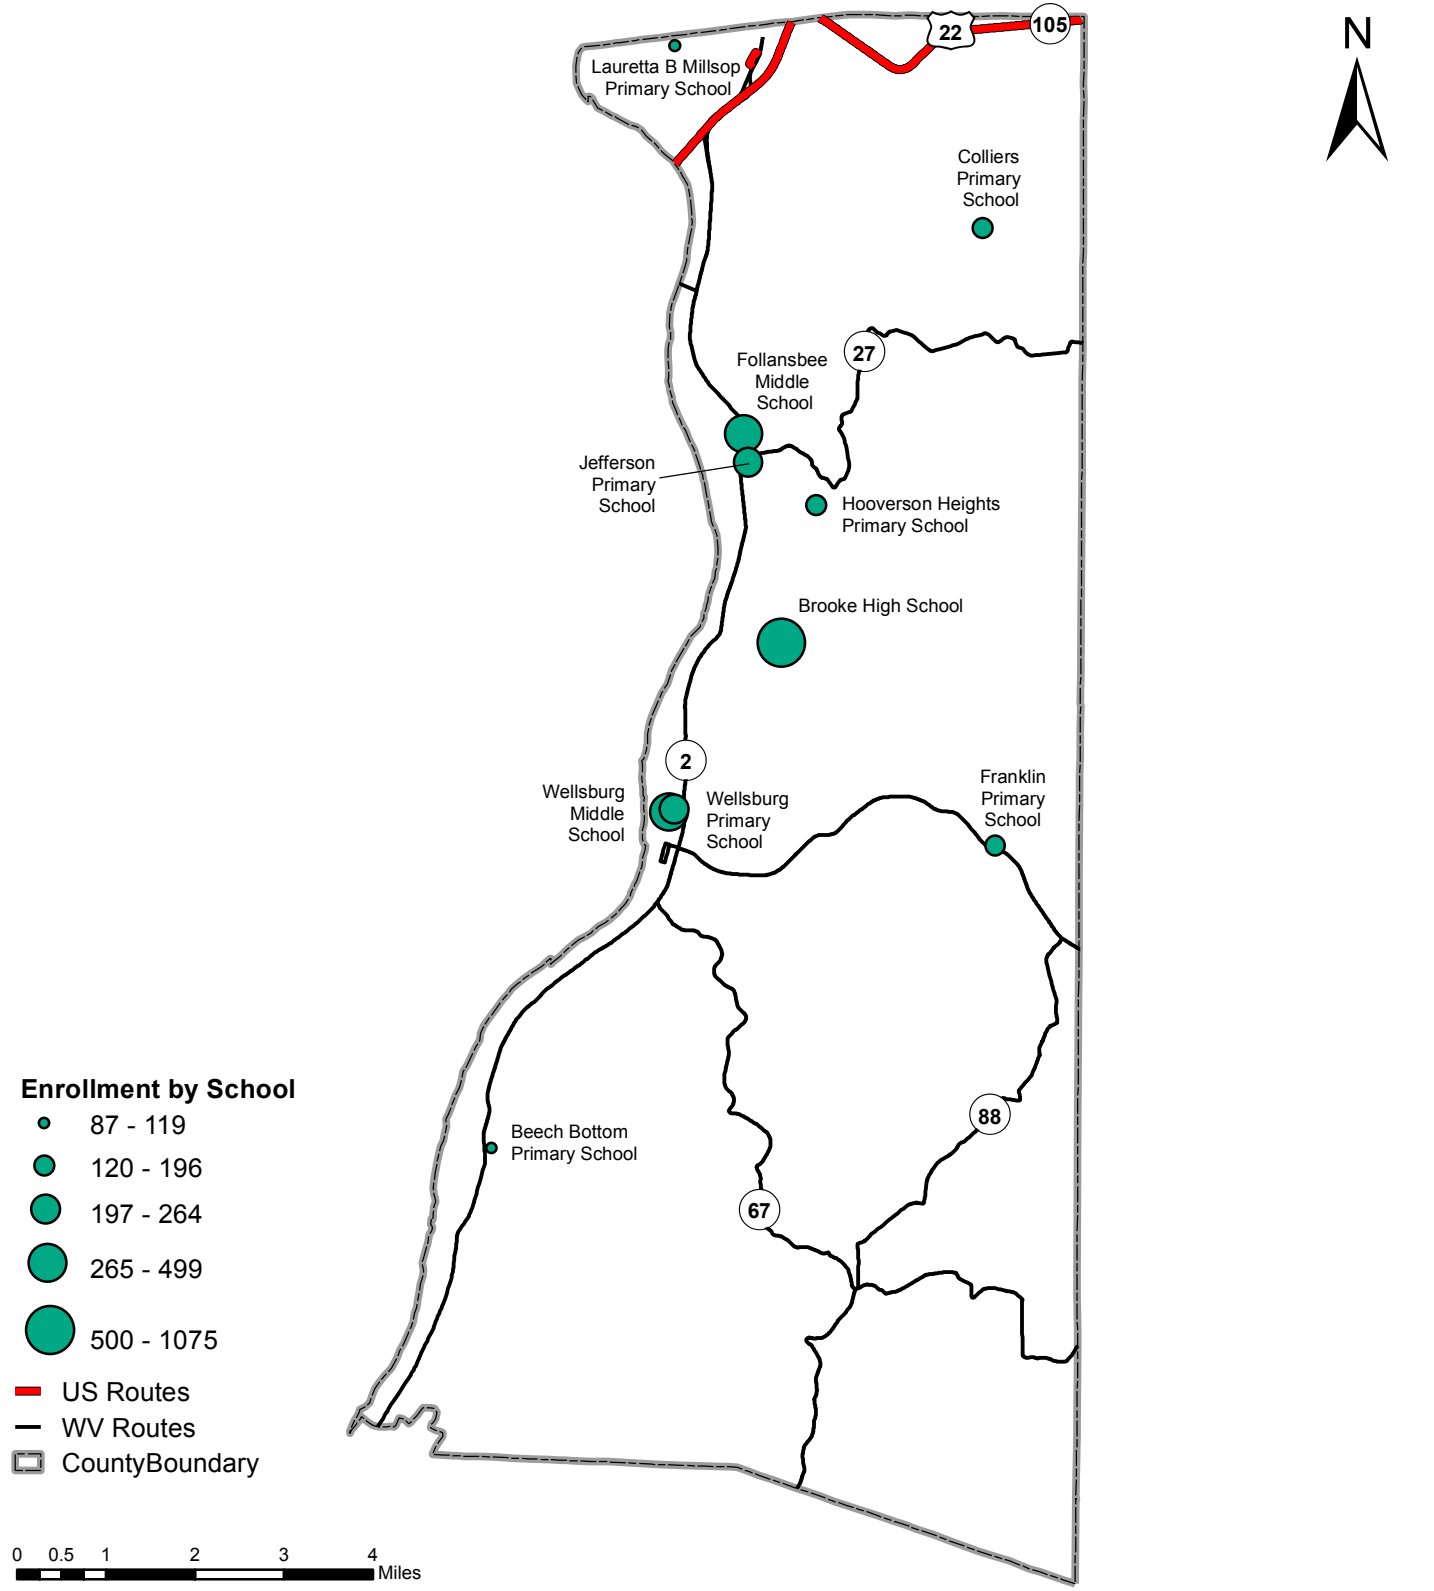 22
105
N
Lauretta B Millsop
Primary School
Colliers
Primary
School
27
Follansbee
Middle
School
Jefferson
Primary
School
Hooverson Heights
Primary School
Brooke High School
2
Wellsburg
Middle
School
Wellsburg
Primary
School
Franklin
Primary
School
88
Beech Bottom
Primary School
67
Enrollment by School
87 - 119
120 - 196
197 - 264
265 - 499
500 - 1075
US Routes
WV Routes
CountyBoundary
0 0.5 1 2 3 4
Miles